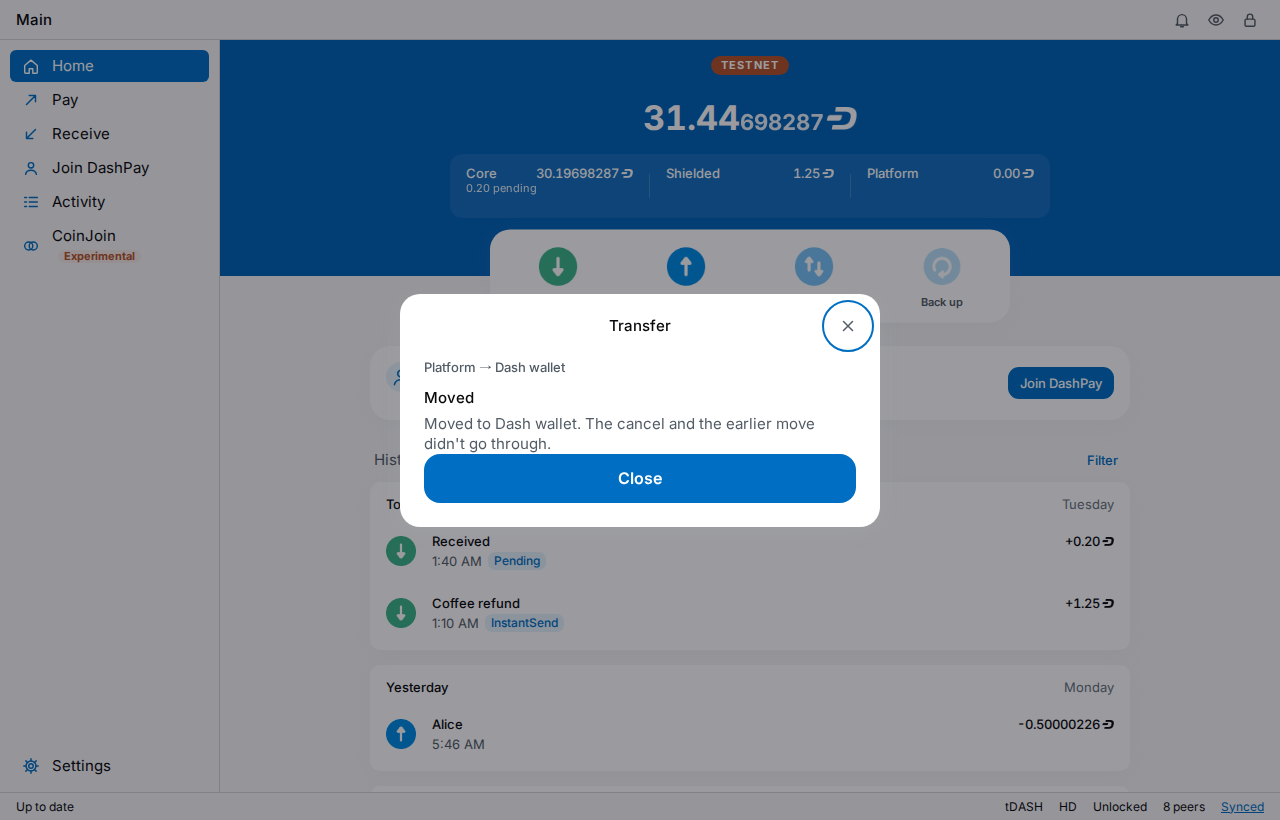 Main
Home
Pay
Receive
Join DashPay
Activity
CoinJoin
Experimental
Settings
TESTNET
31.44698287
Core 30.19698287
0.20 pending
Shielded 1.25
Platform 0.00
Back up
Transfer
Platform → Dash wallet
Moved
Moved to Dash wallet. The cancel and the earlier move
didn't go through.
Close
Join DashPay
Filter
Tuesday
Received +0.20
1:40 AM Pending
Coffee refund +1.25
1:10 AM InstantSend
Yesterday Monday
Alice -0.50000226
5:46 AM
Up to date tDASH HD Unlocked 8 peers Synced